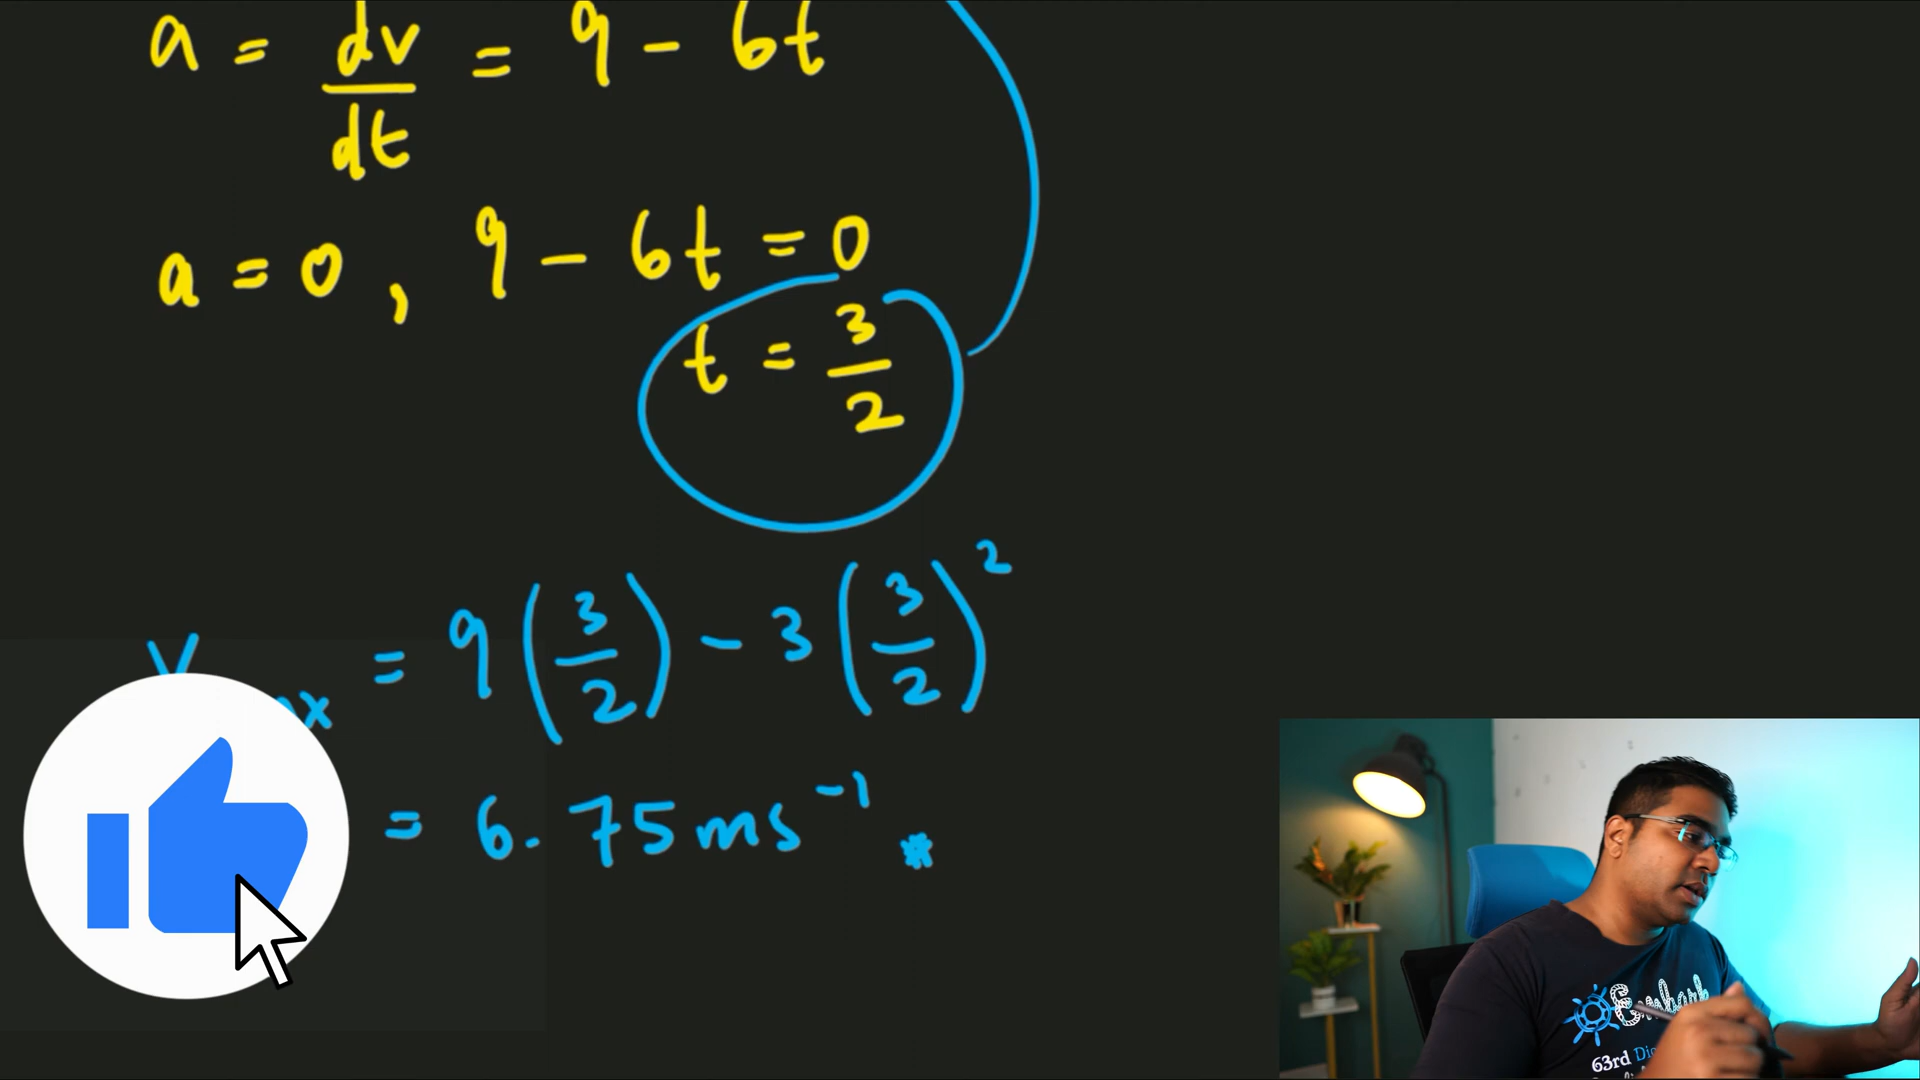 a = dv/dt = 9 - 6t
a = 0 , 9 - 6t = 0
t = 3/2
= 9(3/2) - 3(3/2)²
= 6.75 ms⁻¹ *
Embark
63rd